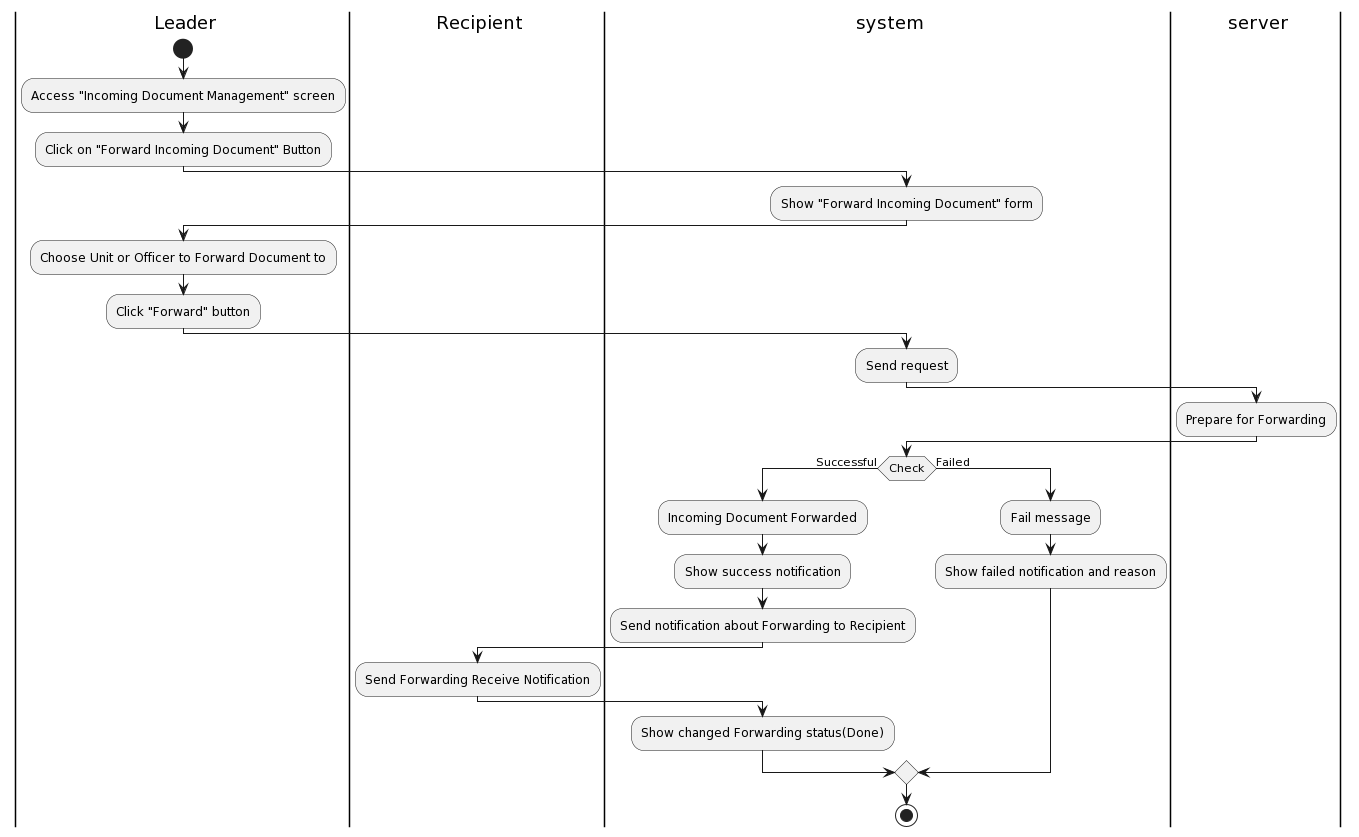 Leader
Recipient
system
server
Access "Incoming Document Management" screen
Click on "Forward Incoming Document" Button
Show "Forward Incoming Document" form
Choose Unit or Officer to Forward Document to
Click "Forward" button
Send request
Prepare for Forwarding
Successful
Check
Failed
Incoming Document Forwarded
Fail message
Show success notification
Show failed notification and reason
Send notification about Forwarding to Recipient
Send Forwarding Receive Notification
Show changed Forwarding status(Done)